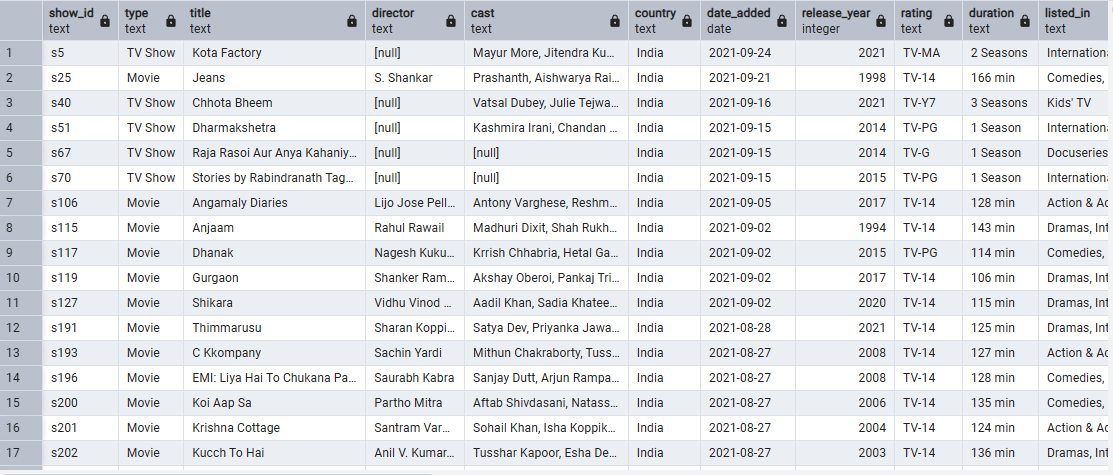 show_id type title director cast country date_added release_year rating duration listed_in
text text text text text text date integer text text text
1 s5 TV Show Kota Factory [null] Mayur More, Jitendra Ku... India 2021-09-24 2021 TV-MA 2 Seasons Internationa
2 s25 Movie Jeans S. Shankar Prashanth, Aishwarya Rai... India 2021-09-21 1998 TV-14 166 min Comedies,
3 s40 TV Show Chhota Bheem [null] Vatsal Dubey, Julie Tejwa... India 2021-09-16 2021 TV-Y7 3 Seasons Kids' TV
4 s51 TV Show Dharmakshetra [null] Kashmira Irani, Chandan ... India 2021-09-15 2014 TV-PG 1 Season Internationa
5 s67 TV Show Raja Rasoi Aur Anya Kahaniy... [null] [null] India 2021-09-15 2014 TV-G 1 Season Docuseries
6 s70 TV Show Stories by Rabindranath Tag... [null] [null] India 2021-09-15 2015 TV-PG 1 Season Internationa
7 s106 Movie Angamaly Diaries Lijo Jose Pell... Antony Varghese, Reshm... India 2021-09-05 2017 TV-14 128 min Action & Ad
8 s115 Movie Anjaam Rahul Rawail Madhuri Dixit, Shah Rukh... India 2021-09-02 1994 TV-14 143 min Dramas, Int
9 s117 Movie Dhanak Nagesh Kuku... Krrish Chhabria, Hetal Ga... India 2021-09-02 2015 TV-PG 114 min Comedies,
10 s119 Movie Gurgaon Shanker Ram... Akshay Oberoi, Pankaj Tri... India 2021-09-02 2017 TV-14 106 min Dramas, Int
11 s127 Movie Shikara Vidhu Vinod ... Aadil Khan, Sadia Khatee... India 2021-09-02 2020 TV-14 115 min Dramas, Int
12 s191 Movie Thimmarusu Sharan Koppi... Satya Dev, Priyanka Jawa... India 2021-08-28 2021 TV-14 125 min Dramas, Int
13 s193 Movie C Kkompany Sachin Yardi Mithun Chakraborty, Tuss... India 2021-08-27 2008 TV-14 127 min Action & Ad
14 s196 Movie EMI: Liya Hai To Chukana Pa... Saurabh Kabra Sanjay Dutt, Arjun Rampa... India 2021-08-27 2008 TV-14 128 min Comedies,
15 s200 Movie Koi Aap Sa Partho Mitra Aftab Shivdasani, Natass... India 2021-08-27 2006 TV-14 135 min Dramas, Int
16 s201 Movie Krishna Cottage Santram Var... Sohail Khan, Isha Koppik... India 2021-08-27 2004 TV-14 124 min Action & Ad
17 s202 Movie Kucch To Hai Anil V. Kumar... Tusshar Kapoor, Esha De... India 2021-08-27 2003 TV-14 136 min Dramas, Int